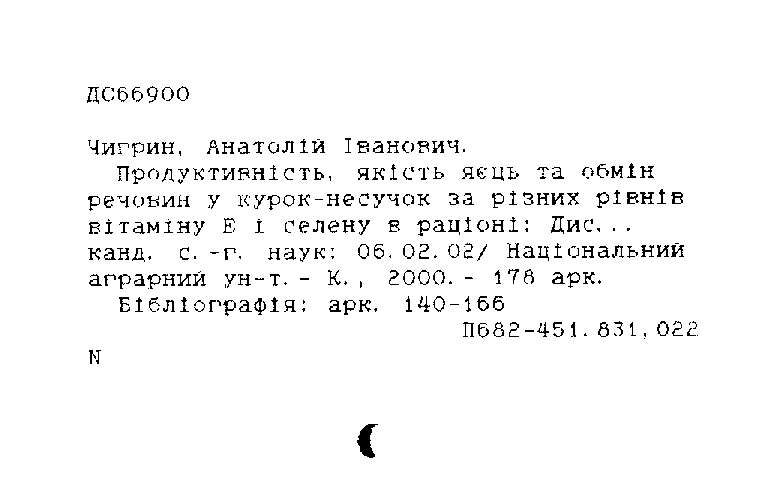 ДС66900
Чигрин, Анатолій Іванович.
Продуктивність, якість яєць та обмін
речовин у курок-несучок за різних рівнів
вітаміну Е і селену в раціоні: Дис...
канд. с.-г. наук: 06.02.02/ Національний
аграрний ун-т.- К., 2000.- 178 арк.
Бібліографія: арк. 140-166
П682-451.831,022
N